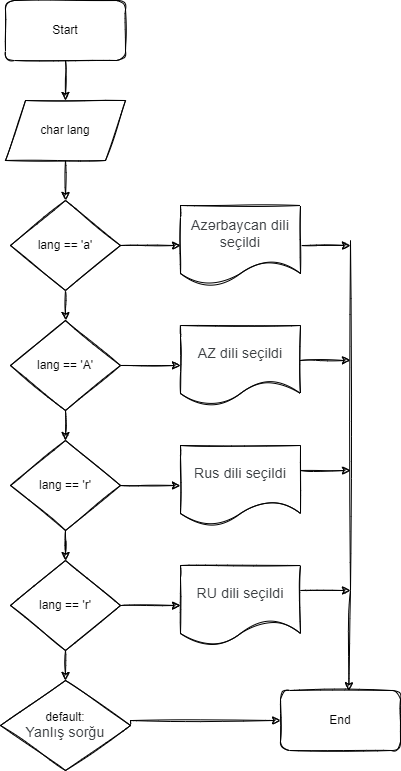 Start
char lang
lang == 'a'
Azərbaycan dili
seçildi
lang == 'A'
AZ dili seçildi
lang == 'r'
Rus dili seçildi
lang == 'r'
RU dili seçildi
default:
Yanlış sorğu
End